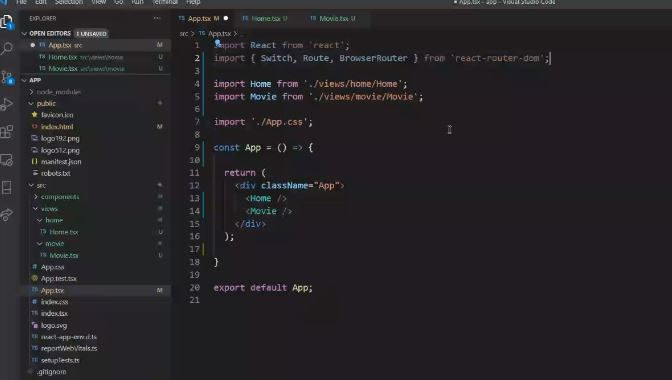 File Edit Selection View Go Run Terminal Help
App.tsx - app - Visual Studio Code
EXPLORER
OPEN EDITORS 1 UNSAVED
App.tsx src
Home.tsx src\views\home
Movie.tsx src\views\movie
APP
node_modules
public
favicon.ico
index.html M
logo192.png
logo512.png
manifest.json
robots.txt
src
components
views
home
Home.tsx
movie
Movie.tsx
App.css
App.test.tsx
App.tsx M
index.css
index.tsx
logo.svg
react-app-env.d.ts
reportWebVitals.ts
setupTests.ts
.gitignore
App.tsx M
Home.tsx U
Movie.tsx U
src > App.tsx > ...
1 import React from 'react';
2 import { Switch, Route, BrowserRouter } from 'react-router-dom';
3
4 import Home from './views/home/Home';
5 import Movie from './views/movie/Movie';
6
7 import './App.css';
8
9 const App = () => {
10
11 return (
12 <div className="App">
13 <Home />
14 <Movie />
15 </div>
16 );
17
18 }
19
20 export default App;
21